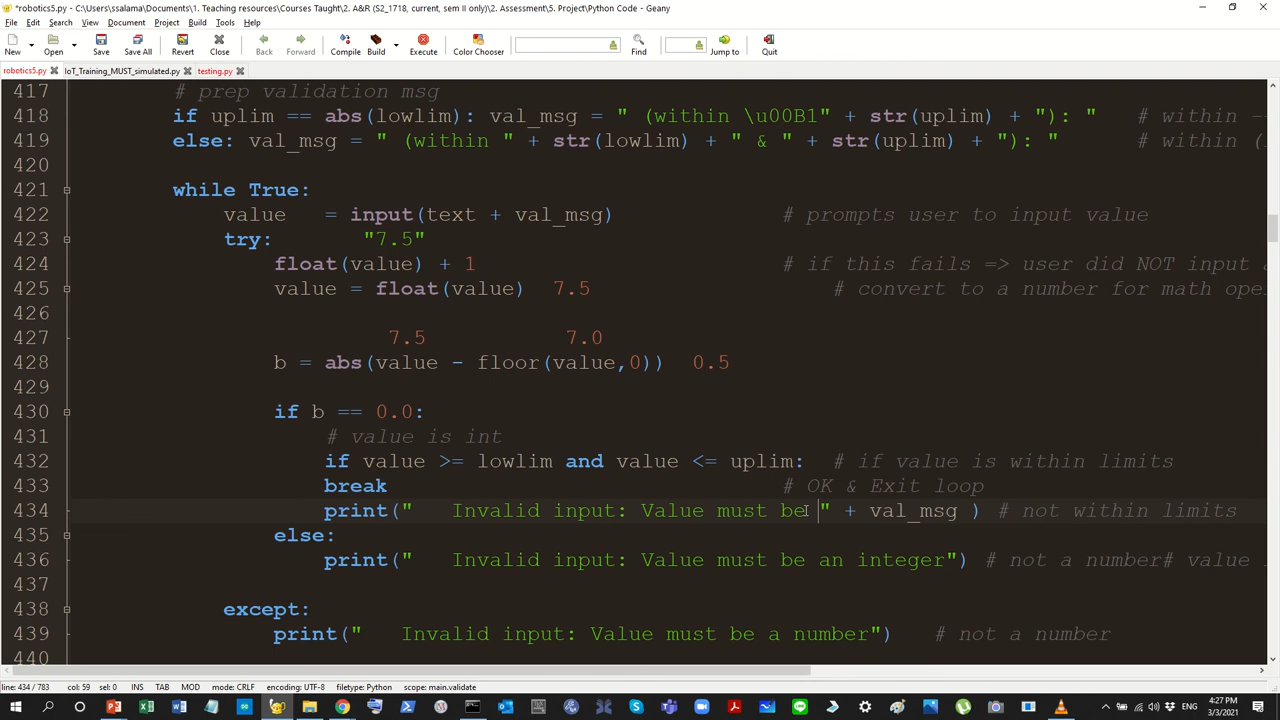 *robotics5.py - C:\Users\ssalama\Documents\1. Teaching resources\Courses Taught\2. A&R (S2_1718, current, sem II only)\2. Assessment\5. Project\Python Code - Geany
File Edit Search View Document Project Build Tools Help
New Open Save Save All Revert Close Back Forward Compile Build Execute Color Chooser Find Jump to Quit
robotics5.py IoT_Training_MUST_simulated.py testing.py
417 # prep validation msg
418 if uplim == abs(lowlim): val_msg = " (within \u00B1" + str(uplim) + "): " # within
419 else: val_msg = " (within " + str(lowlim) + " & " + str(uplim) + "): " # within
420
421 while True:
422 value = input(text + val_msg) # prompts user to input value
423 try: "7.5"
424 float(value) + 1 # if this fails => user did NOT input
425 value = float(value) 7.5 # convert to a number for math ope
426
427 7.5 7.0
428 b = abs(value - floor(value,0)) 0.5
429
430 if b == 0.0:
431 # value is int
432 if value >= lowlim and value <= uplim: # if value is within limits
433 break # OK & Exit loop
434 print("   Invalid input: Value must be " + val_msg ) # not within limits
435 else:
436 print("   Invalid input: Value must be an integer") # not a number# value
437
438 except:
439 print("   Invalid input: Value must be a number") # not a number
440
line: 434 / 783 col: 59 sel: 0 INS TAB MOD mode: CRLF encoding: UTF-8 filetype: Python scope: main.validate
4:27 PM
ENG
3/3/2021